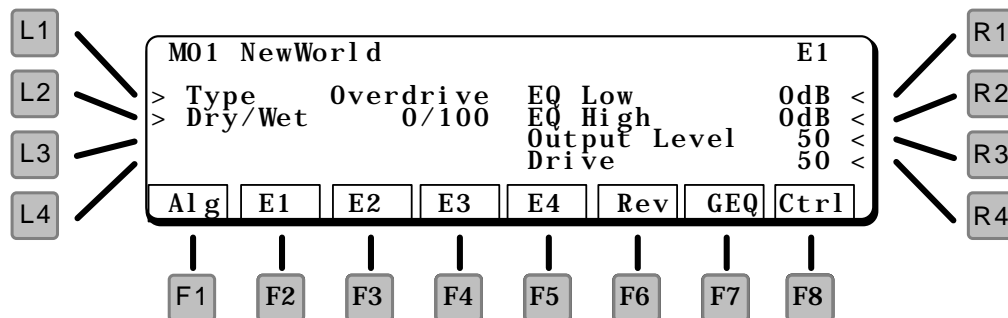 L1
L2
L3
L4
M01 NewWorld E1
> Type Overdrive EQ Low 0dB <
> Dry/Wet 0/100 EQ High 0dB <
Output Level 50 <
Drive 50 <
Alg E1 E2 E3 E4 Rev GEQ Ctrl
R1
R2
R3
R4
F1 F2 F3 F4 F5 F6 F7 F8